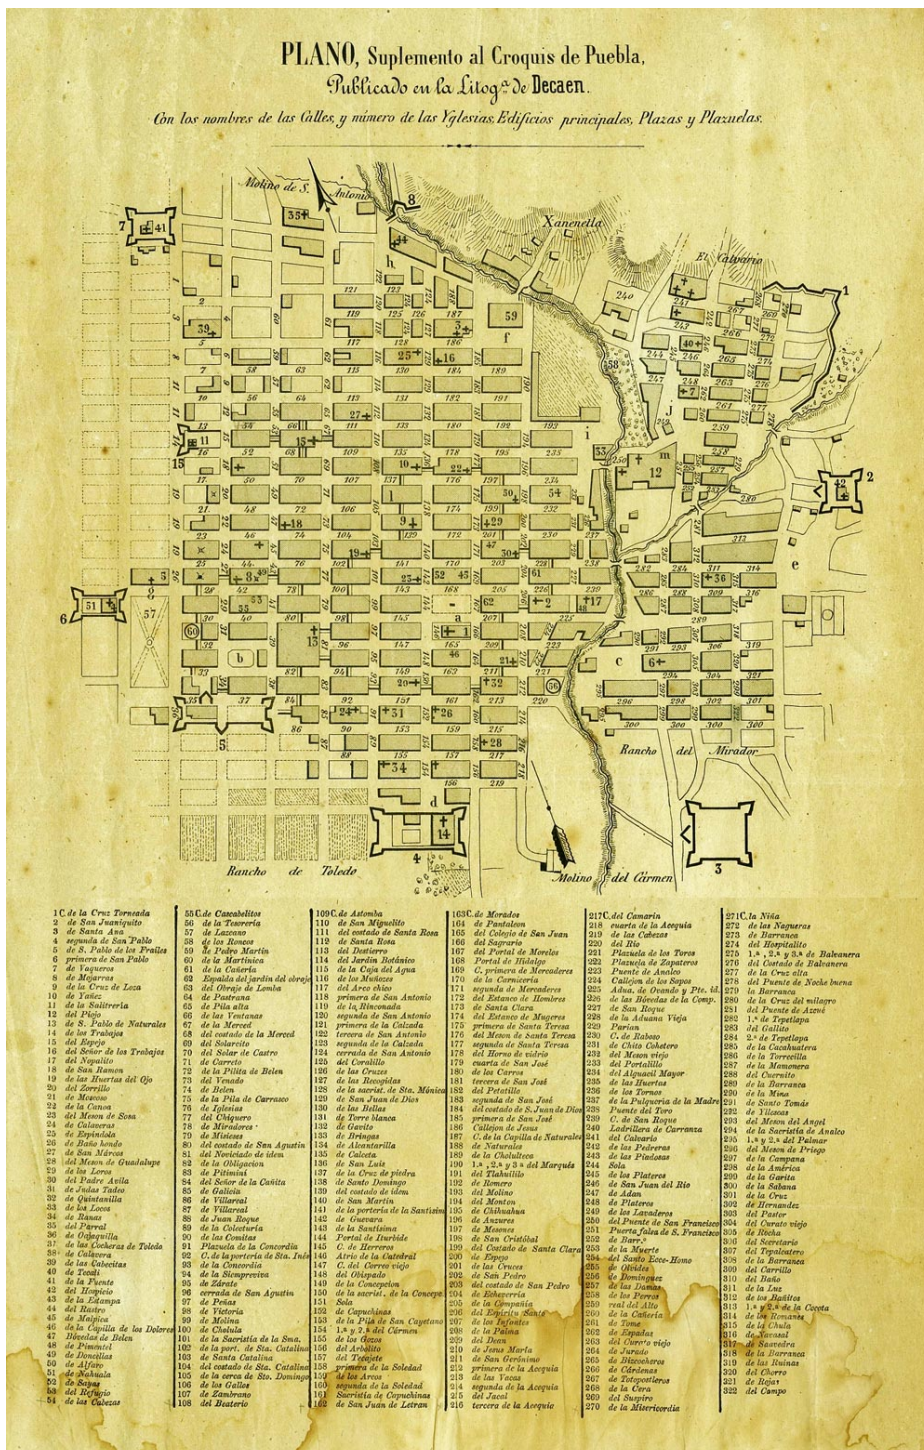 PLANO, Suplemento al Croquis de Puebla,
Publicado en la Litog.ª de Decaen.
Con los nombres de las Calles, y número de las Yglesias, Edificios principales, Plazas y Plazuelas.
Molino de S. Antonio
Xanenetla
El Calvario
Rancho del Mirador
Rancho de Toledo
Molino del Cármen
1 C. de la Cruz Torneada
2 de San Juaniquito
3 de Santa Ana
4 segunda de San Pablo
5 de S. Pablo de los Frailes
6 primera de San Pablo
7 de Vaqueros
8 de Mojarras
9 de la Cruz de Loza
10 de Yañez
11 de la Salitrería
12 del Piojo
13 de S. Pablo de Naturales
14 de los Trabajos
15 del Espejo
16 del Señor de los Trabajos
17 del Nopalito
18 de San Ramon
19 de las Huertas del Ojo
20 del Zorrillo
21 de Moscoso
22 de la Canoa
23 del Meson de Sosa
24 de Calaveras
25 de Espindola
26 de Baño hondo
27 de San Márcos
28 del Meson de Guadalupe
29 de los Loros
30 del Padre Avila
31 de Judas Tadeo
32 de Quintanilla
33 de los Locos
34 de Ranas
35 del Parral
36 de Ogaquilla
37 de las Cocheras de Toledo
38 de Calavera
39 de las Cabecitas
40 de Tecali
41 de la Fuente
42 del Hospicio
43 de la Estampa
44 del Rastro
45 de Malpica
46 de la Capilla de los Dolores
47 Bóvedas de Belen
48 de Pimentel
49 de Doncellas
50 de Alfaro
51 de Nahuala
52 de Sayas
53 del Refugio
54 de las Cabezas
55 C. de Cascabelitos
56 de la Tesorería
57 de Lazcano
58 de los Roncos
59 de Pedro Martin
60 de la Martinica
61 de la Cañeria
62 Espalda del jardin del obraje
63 del Obraje de Lomba
64 de Pastrana
65 de Pila alta
66 de las Ventanas
67 de la Merced
68 del costado de la Merced
69 del Solarcito
70 del Solar de Castro
71 de Carreto
72 de la Pilita de Belen
73 del Venado
74 de Belen
75 de la Pila de Carrasco
76 de Iglesias
77 del Chiquero
78 de Miradores
79 de Micieses
80 del costado de San Agustin
81 del Noviciado de idem
82 de la Obligacion
83 de Pitimini
84 del Señor de la Cañita
85 de Galicia
86 de Villareal
87 de Villareal
88 de Juan Roque
89 de la Colecturía
90 de las Comitas
91 Plazuela de la Concordia
92 C. de la portería de Sta. Inés
93 de la Concordia
94 de la Siempreviva
95 de Zárate
96 cerrada de San Agustin
97 de Peñas
98 de Victoria
99 de Molina
100 de Cholula
101 de la Sacristía de la Sma.
102 de la port. de Sta. Catalina
103 de Santa Catalina
104 del costado de Sta. Catalina
105 de la cerca de Sto. Domingo
106 de los Gallos
107 de Zambrano
108 del Beaterio
109 C. de Astomba
110 de San Miguelito
111 del costado de Santa Rosa
112 de Santa Rosa
113 del Destierro
114 del Jardin Botánico
115 de la Caja del Agua
116 de los Muñozes
117 del Arco chico
118 primera de San Antonio
119 de la Rinconada
120 segunda de San Antonio
121 primera de la Calzada
122 tercera de San Antonio
123 segunda de la Calzada
124 cerrada de San Antonio
125 del Corralillo
126 de las Cruces
127 de las Recogidas
128 de la sacrist. de Sta. Mónica
129 de San Juan de Dios
130 de las Bellas
131 de Torreblanca
132 de Gavito
133 de Bringas
134 de Alcantarilla
135 de Calceta
136 de San Luis
137 de la Cruz de piedra
138 de Santo Domingo
139 del costado de idem
140 de San Martin
141 de la portería de la Santísima
142 de Guevara
143 de la Santísima
144 Portal de Iturbide
145 C. de Herreros
146 Atrio de la Catedral
147 C. del Correo viejo
148 del Obispado
149 de la Concepcion
150 de la sacrist. de la Concepc.
151 Sola
152 de Capuchinas
153 de la Pila de San Cayetano
154 1.ª y 2.ª del Cármen
155 de los Gozos
156 del Arbolito
157 del Tecajete
158 primera de la Soledad
159 de los Arcos
160 segunda de la Soledad
161 Sacristía de Capuchinas
162 de San Juan de Letran
163 C. de Morados
164 de Pantaleon
165 del Colegio de San Juan
166 del Sagrario
167 del Portal de Morelos
168 Portal de Hidalgo
169 C. primera de Mercaderes
170 de la Carnicería
171 segunda de Mercaderes
172 del Estanco de Hombres
173 de Santa Clara
174 del Estanco de Mugeres
175 primera de Santa Teresa
176 del Meson de Santa Teresa
177 segunda de Santa Teresa
178 del Horno de vidrio
179 cuarta de San José
180 de las Carros
181 tercera de San José
182 del Petatillo
183 segunda de San José
184 del costado de S. Juan de Dios
185 primera de San José
186 Callejon de Jesus
187 C. de la Capilla de Naturales
188 de Naturales
189 de la Cholulteca
190 1.ª, 2.ª y 3.ª del Marqués
191 del Tlahuilito
192 de Romero
193 del Molino
194 del Monton
195 de Chihuahua
196 de Anzures
197 de Mesones
198 de San Cristóbal
199 del Costado de Santa Clara
200 de Espejo
201 de las Cruces
202 de San Pedro
203 del costado de San Pedro
204 de Echeverría
205 de la Compañía
206 del Espíritu Santo
207 de los Infantes
208 de la Palma
209 del Dean
210 de Jesus María
211 de San Gerónimo
212 primera de la Acequia
213 de las Vacas
214 segunda de la Acequia
215 del Jacal
216 tercera de la Acequia
217 C. del Camarin
218 cuarta de la Acequia
219 de las Cabezas
220 del Rio
221 Plazuela de los Toros
222 Plazuela de Zapateros
223 Puente de Analco
224 Callejon de los Sapos
225 Adua. de Ocando y Pte. id.
226 de las Bóvedas de la Comp.
227 de San Roque
228 de la Aduana Vieja
229 Parian
230 C. de Raboso
231 de Chito Cohetero
232 del Meson viejo
233 del Portalillo
234 del Alguacil Mayor
235 de las Huertas
236 de los Tornos
237 de la Pulquería de la Madre
238 Puente del Toro
239 C. de San Roque
240 Ladrillera de Carranza
241 del Calvario
242 de las Pedreras
243 de las Piadosas
244 Sola
245 de los Plateros
246 de San Juan del Rio
247 de Adan
248 de Plateros
249 de los Lavaderos
250 del Puente de San Francisco
251 Puerta falsa de S. Francisco
252 de Barr.º
253 de la Muerte
254 del Santo Ecce-Homo
255 de Olvides
256 de Dominguez
257 de las Damas
258 de los Perros
259 real del Alto
260 de la Cañería
261 de Tome
262 de Espadas
263 del Curato viejo
264 de Jurado
265 de Bizcocheros
266 de Cárdenas
267 de Totoposteros
268 de la Cera
269 del Suspiro
270 de la Misericordia
271 C. la Niña
272 de las Nagueras
273 de Barranca
274 del Hospitalito
275 1.ª, 2.ª y 3.ª de Balvanera
276 del Costado de Balvanera
277 de la Cruz alta
278 del Puente de Noche buena
279 la Barranca
280 de la Cruz del milagro
281 del Puente de Azcué
282 1.ª de Tepetlapa
283 del Gallito
284 2.ª de Tepetlapa
285 de la Cacahuatera
286 de la Torrecilla
287 de la Mamonera
288 del Cuernito
289 de la Barranca
290 de la Mina
291 de Santo Tomás
292 de Yllescas
293 del Meson del Angel
294 de la Sacristía de Analco
295 1.ª y 2.ª del Palmar
296 del Meson de Priego
297 de la Campana
298 de la América
299 de la Garita
300 de la Sabana
301 de la Cruz
302 de Hernandez
303 del Pastor
304 del Curato viejo
305 de Rocha
306 del Secretario
307 del Tepalcatero
308 de la Barranca
309 del Carrillo
310 del Baño
311 de la Luz
312 de los Bañitos
313 1.ª y 2.ª de la Cocota
314 de los Romanes
315 de la Chula
316 de Navazal
317 de Saavedra
318 de la Barranca
319 de las Ruinas
320 del Chorro
321 de Rojas
322 del Campo